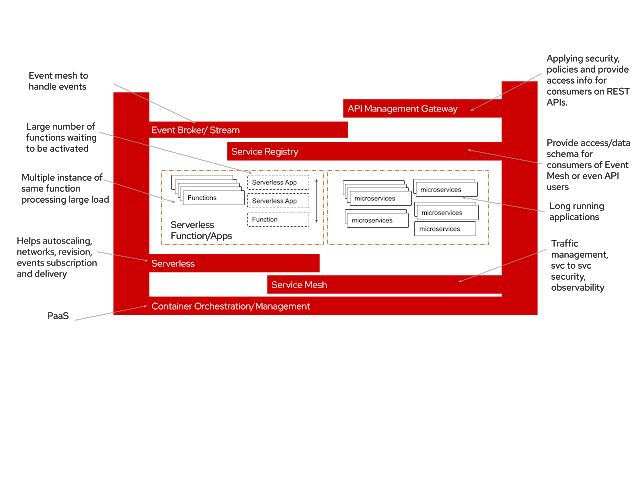 Event mesh to
handle events
Large number of
functions waiting
to be activated
Multiple instance of
same function
processing large load
Helps autoscaling,
networks, revision,
events subscription
and delivery
PaaS
API Management Gateway
Event Broker/ Stream
Service Registry
Functions
Serverless App
Serverless App
Function
Serverless
Function/Apps
microservices
microservices
microservices
microservices
microservices
Serverless
Service Mesh
Container Orchestration/Management
Applying security,
policies and provide
access info for
consumers on REST
APIs.
Provide access/data
schema for
consumers of Event
Mesh or even API
users
Long running
applications
Traffic
management,
svc to svc
security,
observability